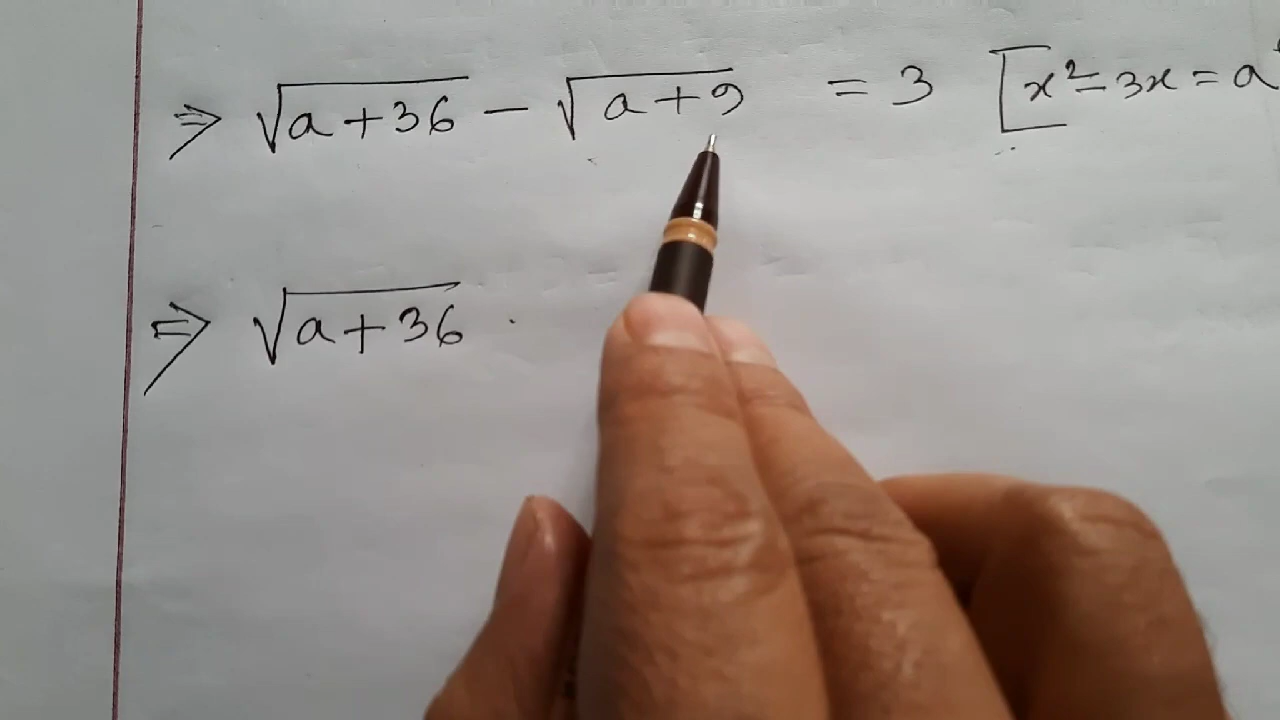 ⇒ √(a+36) − √(a+9) = 3 [x²−3x = a
⇒ √(a+36)